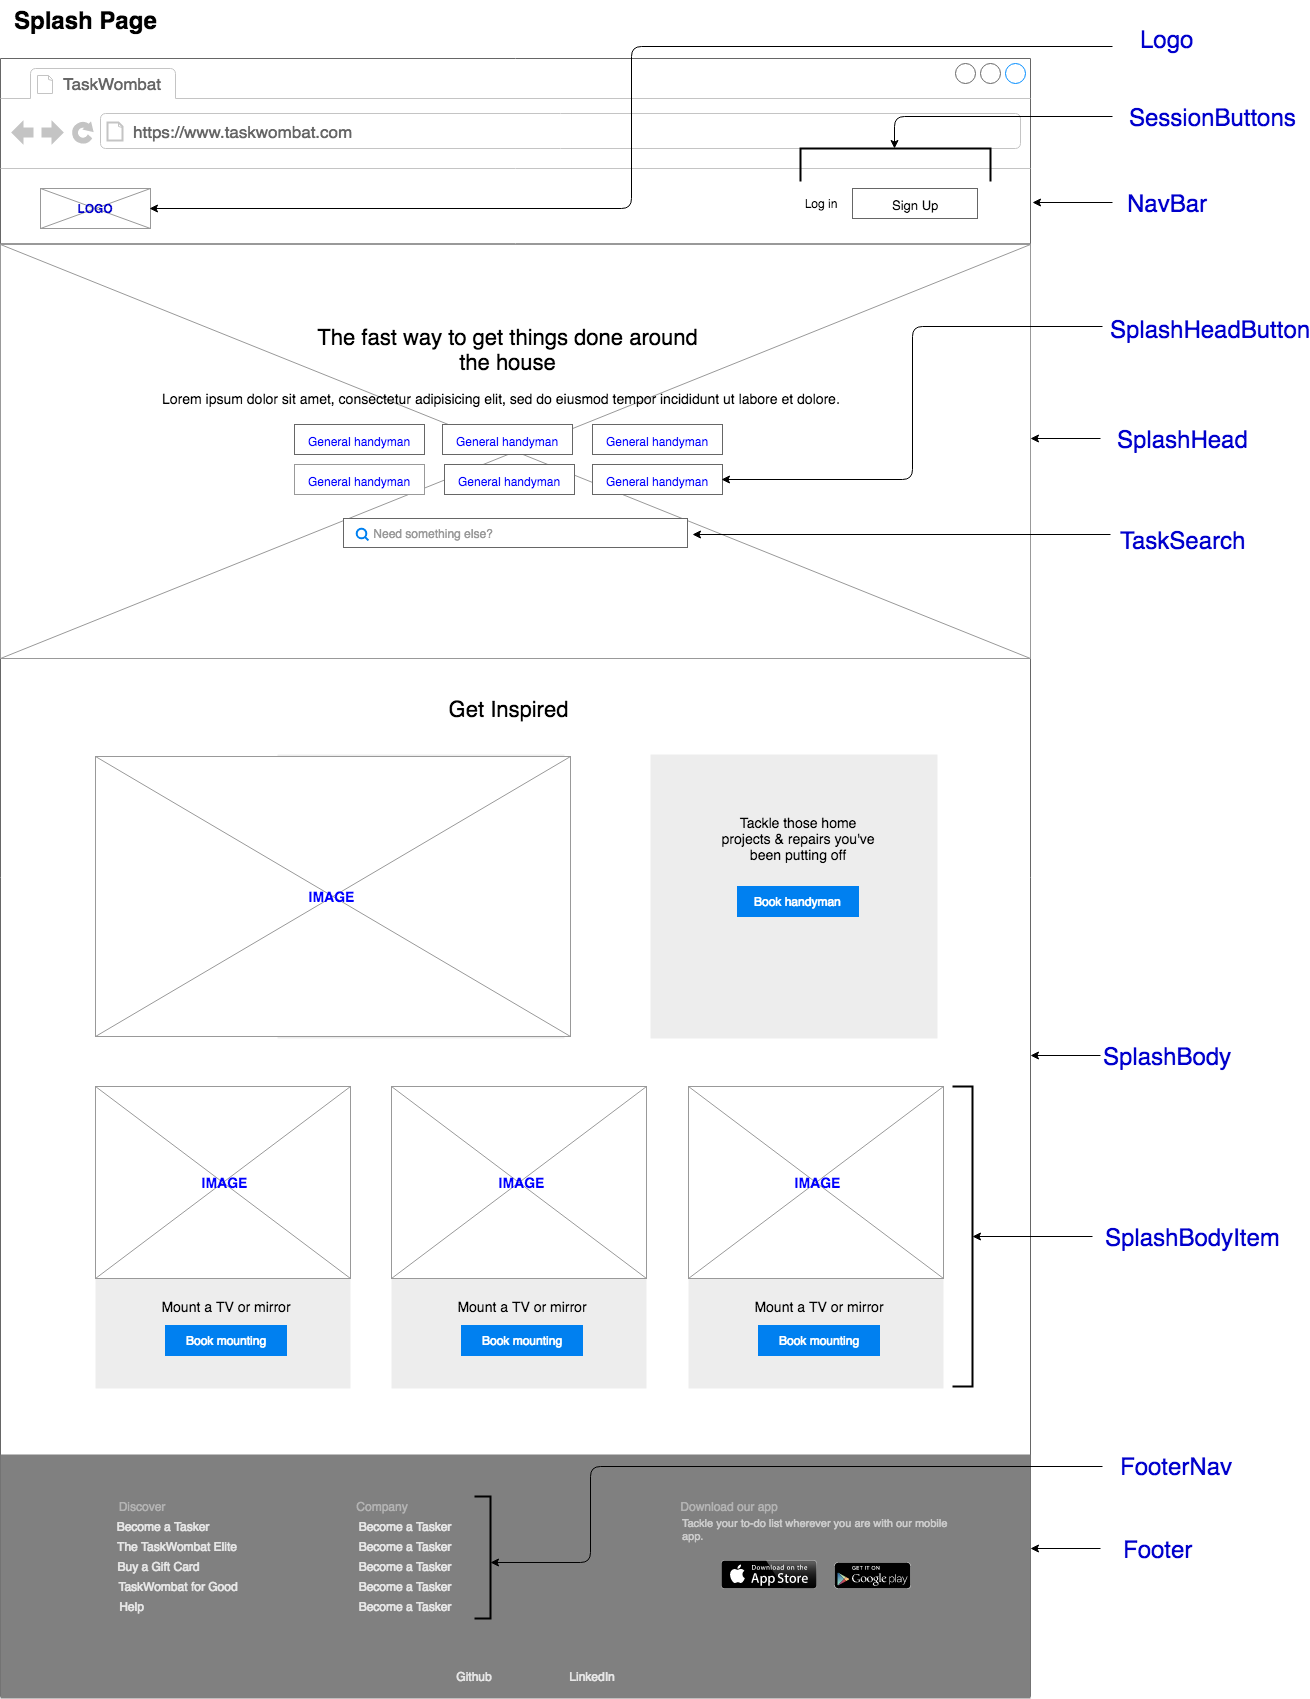 Splash Page
Logo
TaskWombat
SessionButtons
https://www.taskwombat.com
LOGO
Log in
Sign Up
NavBar
The fast way to get things done around
the house
SplashHeadButton
Lorem ipsum dolor sit amet, consectetur adipisicing elit, sed do eiusmod tempor incididunt ut labore et dolore.
General handyman General handyman General handyman
SplashHead
General handyman General handyman General handyman
Need something else?
TaskSearch
Get Inspired
Tackle those home
projects & repairs you've
been putting off
IMAGE
Book handyman
SplashBody
IMAGE IMAGE IMAGE
SplashBodyItem
Mount a TV or mirror Mount a TV or mirror Mount a TV or mirror
Book mounting Book mounting Book mounting
FooterNav
Discover
Become a Tasker
The TaskWombat Elite
Buy a Gift Card
TaskWombat for Good
Help
Company
Become a Tasker
Become a Tasker
Become a Tasker
Become a Tasker
Become a Tasker
Download our app
Tackle your to-do list wherever you are with our mobile
app.
Download on the
App Store
GET IT ON
Google play
Footer
Github LinkedIn